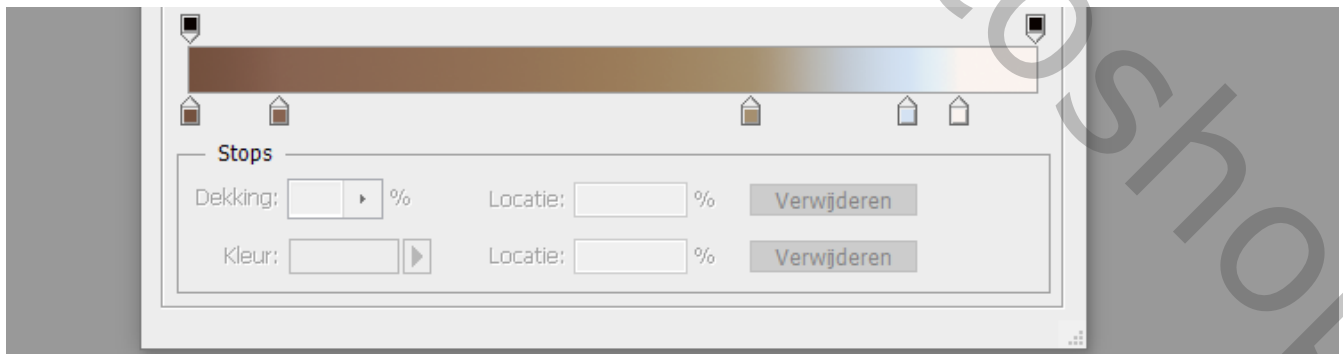 Stops
Dekking: % Locatie: % Verwijderen
Kleur: % Locatie: % Verwijderen